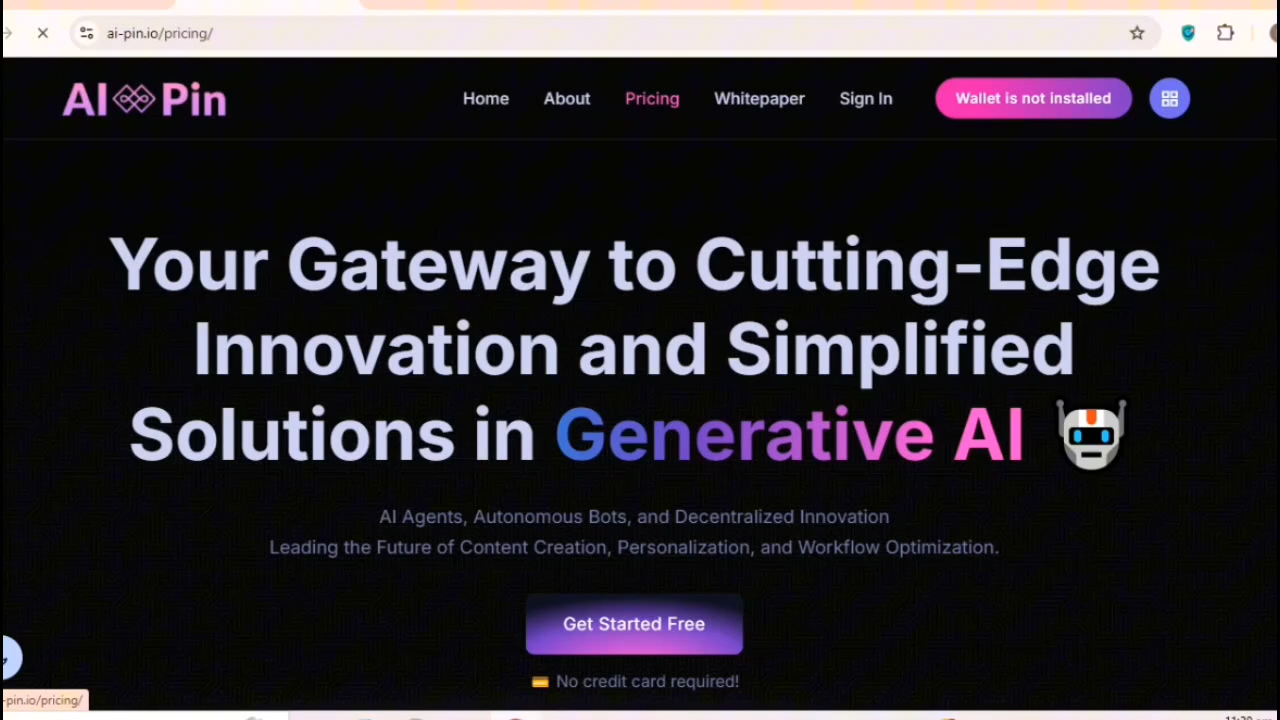 ai-pin.io/pricing/
AI Pin
Home
About
Pricing
Whitepaper
Sign In
Wallet is not installed
Your Gateway to Cutting-Edge
Innovation and Simplified
Solutions in Generative AI
AI Agents, Autonomous Bots, and Decentralized Innovation
Leading the Future of Content Creation, Personalization, and Workflow Optimization.
Get Started Free
No credit card required!
-pin.io/pricing/